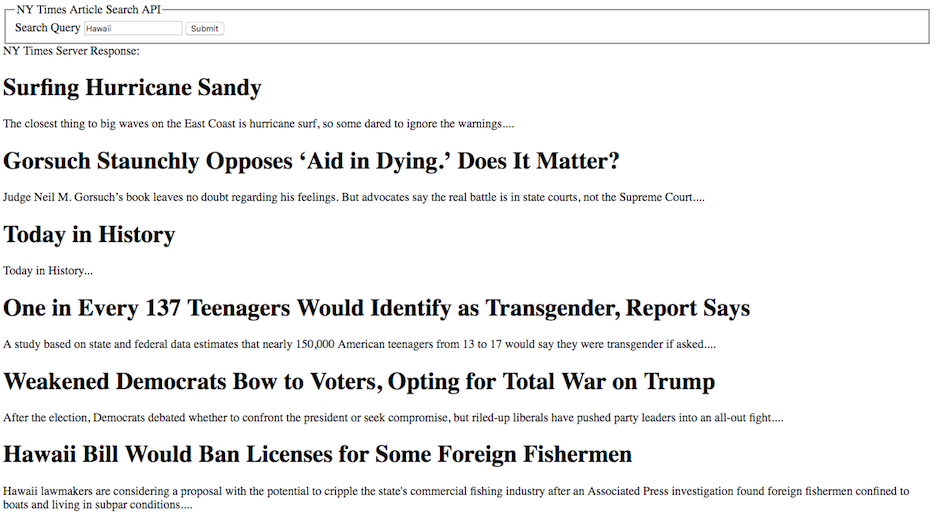 NY Times Article Search API
Search Query Hawaii Submit
NY Times Server Response:
Surfing Hurricane Sandy
The closest thing to big waves on the East Coast is hurricane surf, so some dared to ignore the warnings....
Gorsuch Staunchly Opposes ‘Aid in Dying.’ Does It Matter?
Judge Neil M. Gorsuch’s book leaves no doubt regarding his feelings. But advocates say the real battle is in state courts, not the Supreme Court....
Today in History
Today in History...
One in Every 137 Teenagers Would Identify as Transgender, Report Says
A study based on state and federal data estimates that nearly 150,000 American teenagers from 13 to 17 would say they were transgender if asked....
Weakened Democrats Bow to Voters, Opting for Total War on Trump
After the election, Democrats debated whether to confront the president or seek compromise, but riled-up liberals have pushed party leaders into an all-out fight....
Hawaii Bill Would Ban Licenses for Some Foreign Fishermen
Hawaii lawmakers are considering a proposal with the potential to cripple the state's commercial fishing industry after an Associated Press investigation found foreign fishermen confined to
boats and living in subpar conditions....